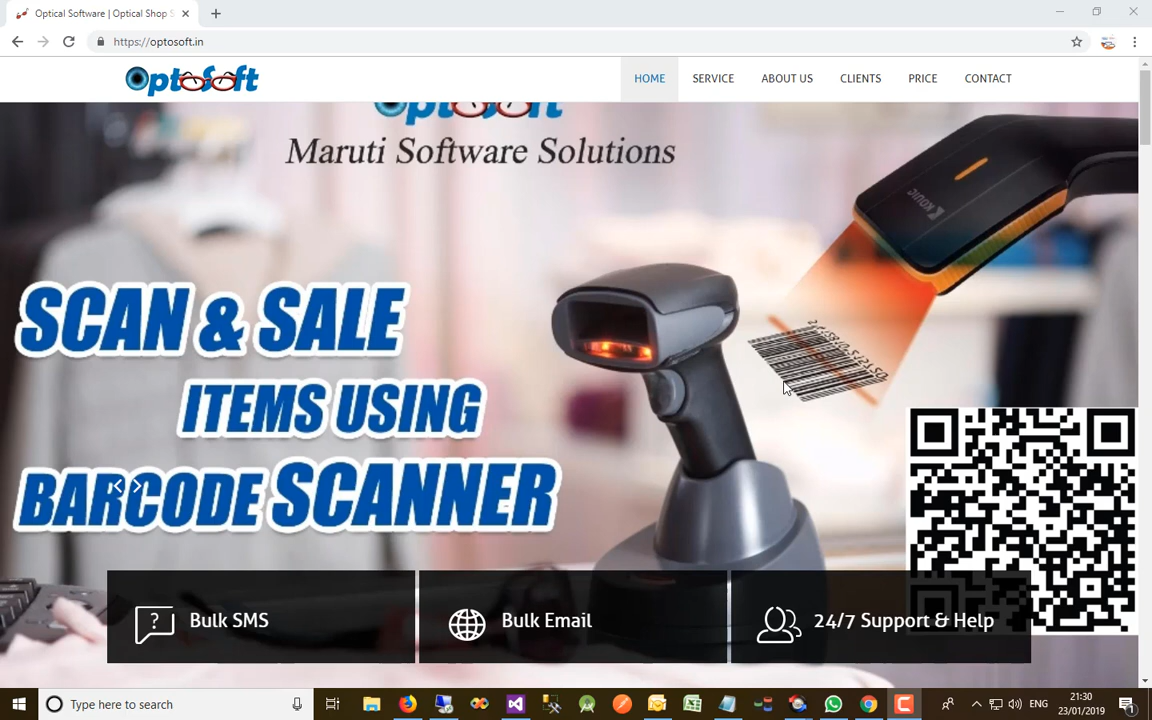 Optical Software | Optical Shop S
https://optosoft.in
OptoSoft
HOME
SERVICE
ABOUT US
CLIENTS
PRICE
CONTACT
OptoSoft
Maruti Software Solutions
SCAN & SALE
ITEMS USING
BARCODE SCANNER
Bulk SMS
Bulk Email
24/7 Support & Help
Type here to search
ENG
21:30
23/01/2019
1